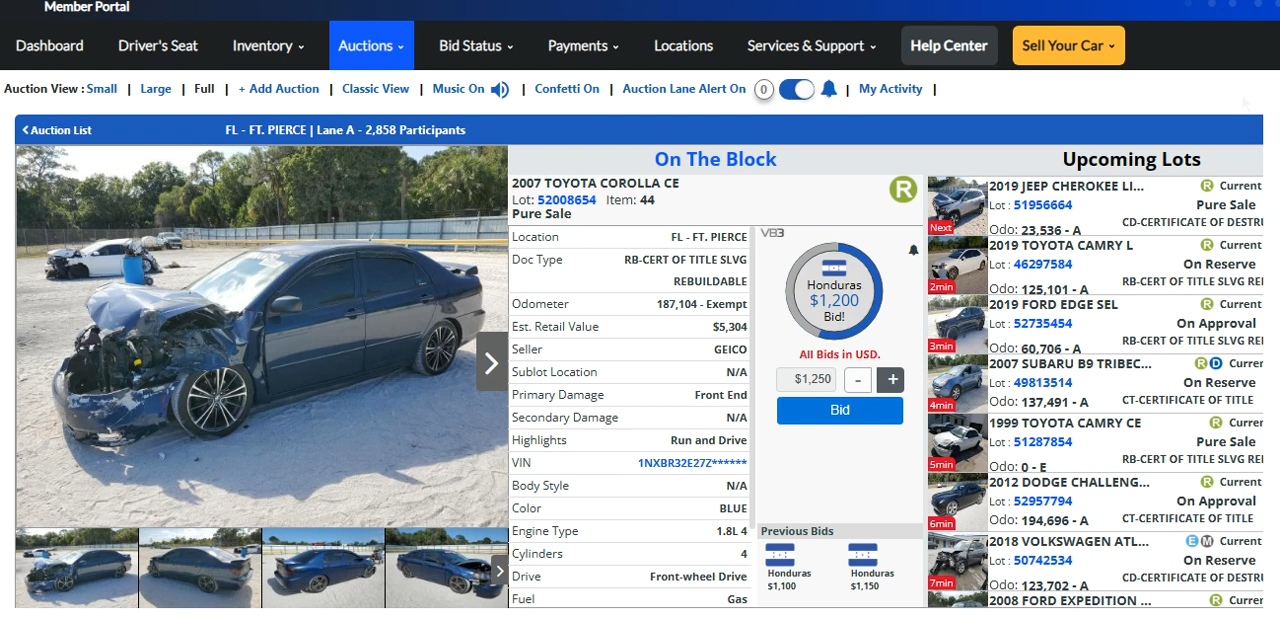 Member Portal
Dashboard Driver's Seat Inventory Auctions Bid Status Payments Locations Services & Support Help Center Sell Your Car
Auction View : Small | Large | Full | + Add Auction | Classic View | Music On | Confetti On | Auction Lane Alert On 0 | My Activity |
Auction List FL - FT. PIERCE | Lane A - 2,858 Participants
On The Block
2007 TOYOTA COROLLA CE
R
Lot: 52008654 Item: 44
Pure Sale
Location FL - FT. PIERCE
Doc Type RB-CERT OF TITLE SLVG
REBUILDABLE
Odometer 187,104 - Exempt
Est. Retail Value $5,304
Seller GEICO
Sublot Location N/A
Primary Damage Front End
Secondary Damage N/A
Highlights Run and Drive
VIN 1NXBR32E27Z******
Body Style N/A
Color BLUE
Engine Type 1.8L 4
Cylinders 4
Drive Front-wheel Drive
Fuel Gas
VB3
Honduras
$1,200
Bid!
All Bids in USD.
$1,250 - +
Bid
Previous Bids
Honduras
$1,100
Honduras
$1,150
Upcoming Lots
2019 JEEP CHEROKEE LI... R Current
Lot : 51956664 Pure Sale
Next Odo: 23,536 - A CD-CERTIFICATE OF DESTRU
2019 TOYOTA CAMRY L R Current
Lot : 46297584 On Reserve
2min Odo: 125,101 - A RB-CERT OF TITLE SLVG REI
2019 FORD EDGE SEL R Current
Lot : 52735454 On Approval
3min Odo: 60,706 - A RB-CERT OF TITLE SLVG REI
2007 SUBARU B9 TRIBEC... R D Curren
Lot : 49813514 On Reserve
4min Odo: 137,491 - A CT-CERTIFICATE OF TITLE
1999 TOYOTA CAMRY CE R Curren
Lot : 51287854 Pure Sale
5min Odo: 0 - E RB-CERT OF TITLE SLVG REI
2012 DODGE CHALLENG... R Current
Lot : 52957794 On Approval
6min Odo: 194,696 - A CT-CERTIFICATE OF TITLE
2018 VOLKSWAGEN ATL... E M Current
Lot : 50742534 On Reserve
7min Odo: 123,702 - A CD-CERTIFICATE OF DESTRU
2008 FORD EXPEDITION ... R Curren